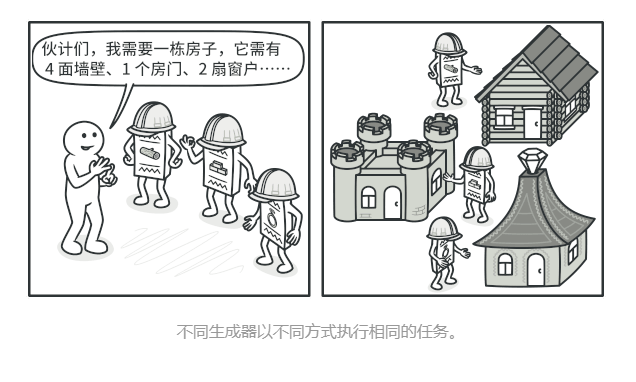 伙计们，我需要一栋房子，它需有
4 面墙壁、1 个房门、2 扇窗户……
不同生成器以不同方式执行相同的任务。